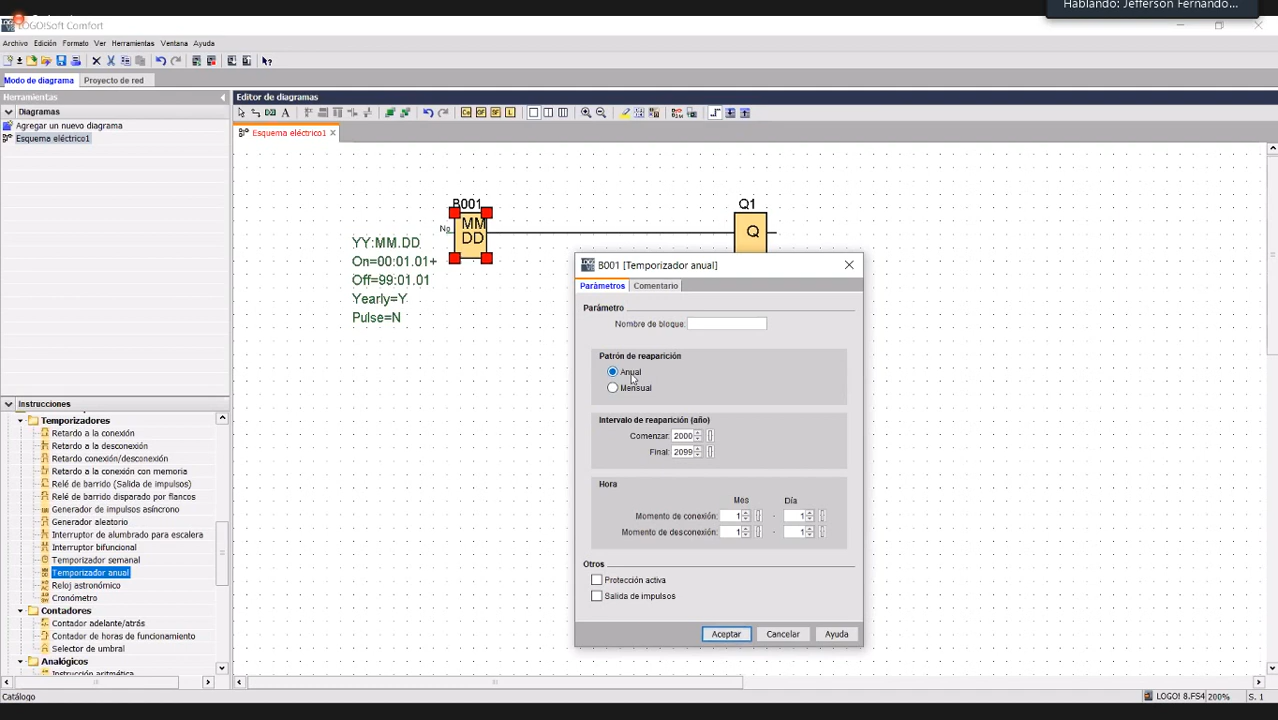 Hablando: Jefferson Fernando...
LOGO!Soft Comfort
Archivo Edición Formato Ver Herramientas Ventana Ayuda
Modo de diagrama Proyecto de red
Herramientas
Editor de diagramas
Diagramas
Agregar un nuevo diagrama
Esquema eléctrico1
Esquema eléctrico1
B001
MM
DD
No
Q1
Q
YY:MM.DD
On=00:01.01+
Off=99:01.01
Yearly=Y
Pulse=N
B001 [Temporizador anual]
Parámetros Comentario
Parámetro
Nombre de bloque:
Patrón de reaparición
Anual
Mensual
Intervalo de reaparición (año)
Comenzar: 2000
Final: 2099
Hora
Mes Día
Momento de conexión: 1 . 1
Momento de desconexión: 1 . 1
Otros
Protección activa
Salida de impulsos
Aceptar Cancelar Ayuda
Instrucciones
Temporizadores
Retardo a la conexión
Retardo a la desconexión
Retardo conexión/desconexión
Retardo a la conexión con memoria
Relé de barrido (Salida de impulsos)
Relé de barrido disparado por flancos
Generador de impulsos asíncrono
Generador aleatorio
Interruptor de alumbrado para escalera
Interruptor bifuncional
Temporizador semanal
Temporizador anual
Reloj astronómico
Cronómetro
Contadores
Contador adelante/atrás
Contador de horas de funcionamiento
Selector de umbral
Analógicos
Instrucción aritmética
Catálogo
LOGO! 8.FS4 200% S. 1